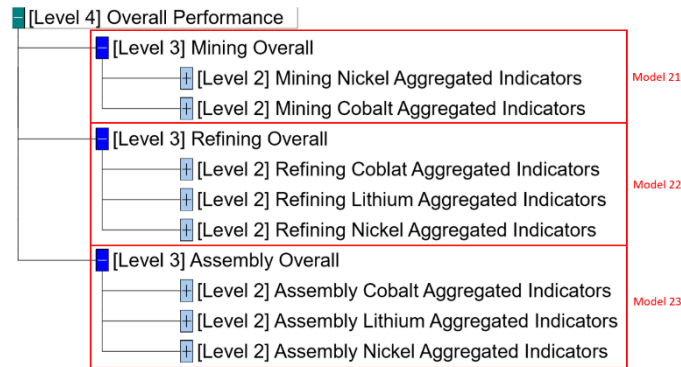 [Level 4] Overall Performance
[Level 3] Mining Overall
[Level 2] Mining Nickel Aggregated Indicators
Model 21
[Level 2] Mining Cobalt Aggregated Indicators
[Level 3] Refining Overall
[Level 2] Refining Coblat Aggregated Indicators
Model 22
[Level 2] Refining Lithium Aggregated Indicators
[Level 2] Refining Nickel Aggregated Indicators
[Level 3] Assembly Overall
[Level 2] Assembly Cobalt Aggregated Indicators
Model 23
[Level 2] Assembly Lithium Aggregated Indicators
[Level 2] Assembly Nickel Aggregated Indicators